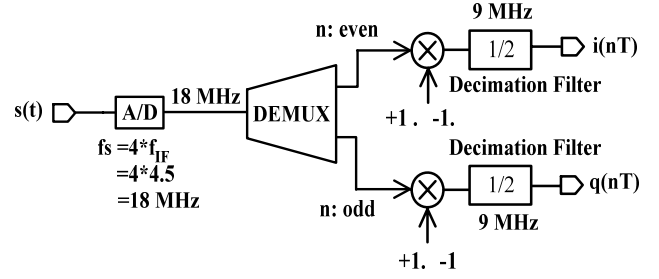 9 MHz
n: even
1/2
i(nT)
Decimation Filter
18 MHz
s(t)
A/D
DEMUX
+1 . -1.
fs =4*fIF
=4*4.5
=18 MHz
Decimation Filter
1/2
q(nT)
n: odd
9 MHz
+1. -1